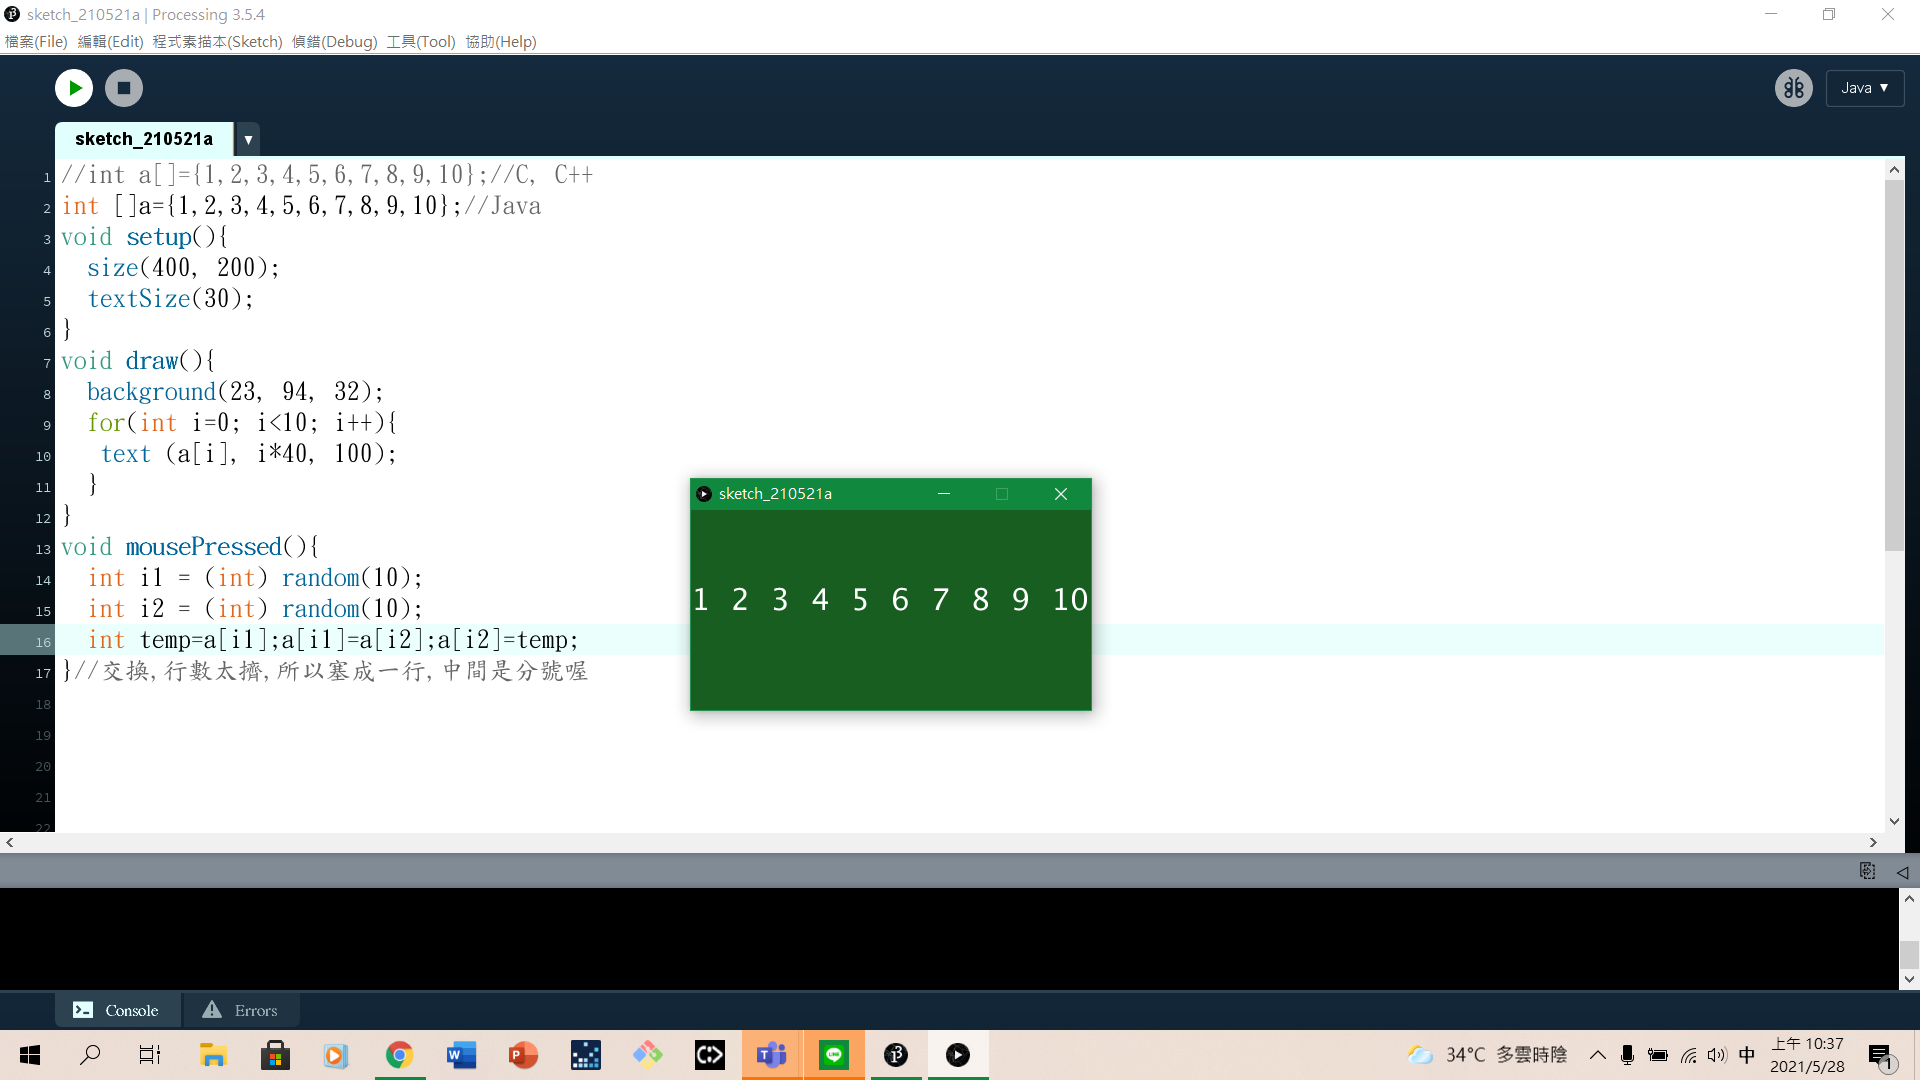 sketch_210521a | Processing 3.5.4
檔案(File) 編輯(Edit) 程式素描本(Sketch) 偵錯(Debug) 工具(Tool) 協助(Help)
Java ▼
sketch_210521a ▼
1 //int a[]={1,2,3,4,5,6,7,8,9,10};//C, C++
2 int []a={1,2,3,4,5,6,7,8,9,10};//Java
3 void setup(){
4 size(400, 200);
5 textSize(30);
6 }
7 void draw(){
8 background(23, 94, 32);
9 for(int i=0; i<10; i++){
10 text (a[i], i*40, 100);
11 }
12 }
13 void mousePressed(){
14 int i1 = (int) random(10);
15 int i2 = (int) random(10);
16 int temp=a[i1];a[i1]=a[i2];a[i2]=temp;
17 }//交換,行數太擠,所以塞成一行,中間是分號喔
18
19
20
21
22
sketch_210521a
1 2 3 4 5 6 7 8 9 10
Console
Errors
34°C 多雲時陰
中
上午 10:37
2021/5/28
1